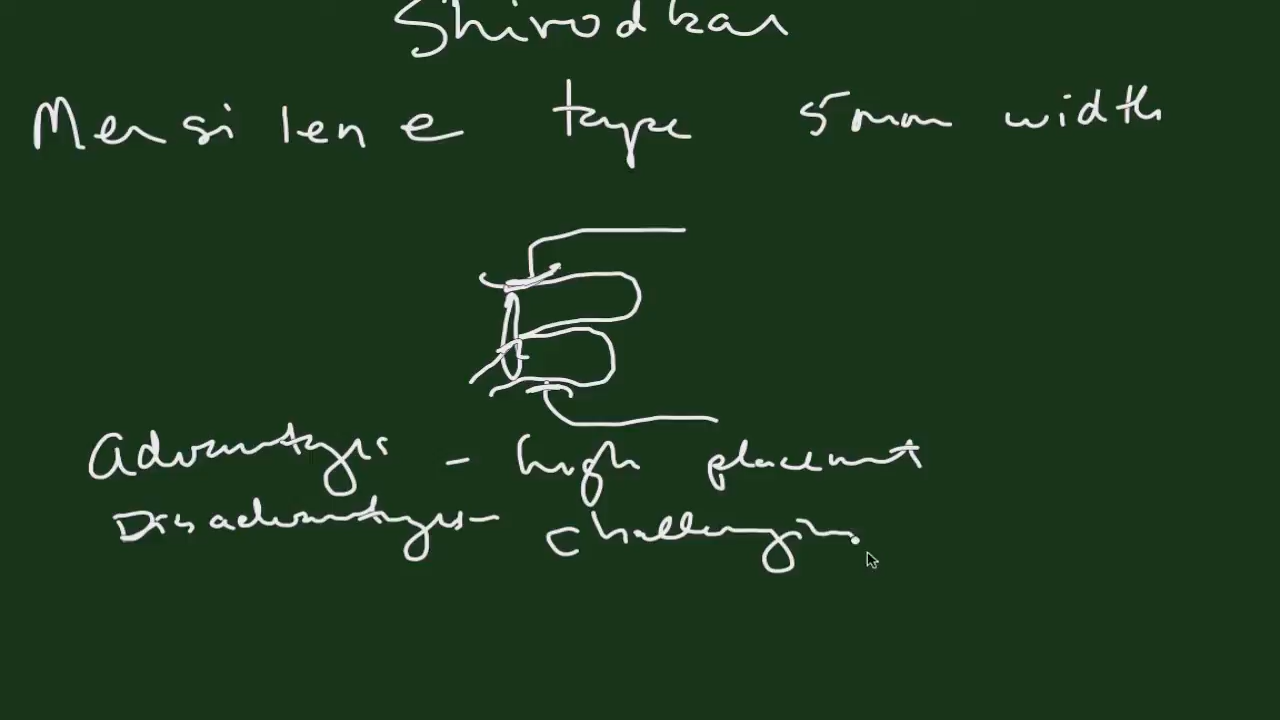 Shirodkar
Mersilene tape 5mm width
Advantages - high placement
Disadvantages - challenging